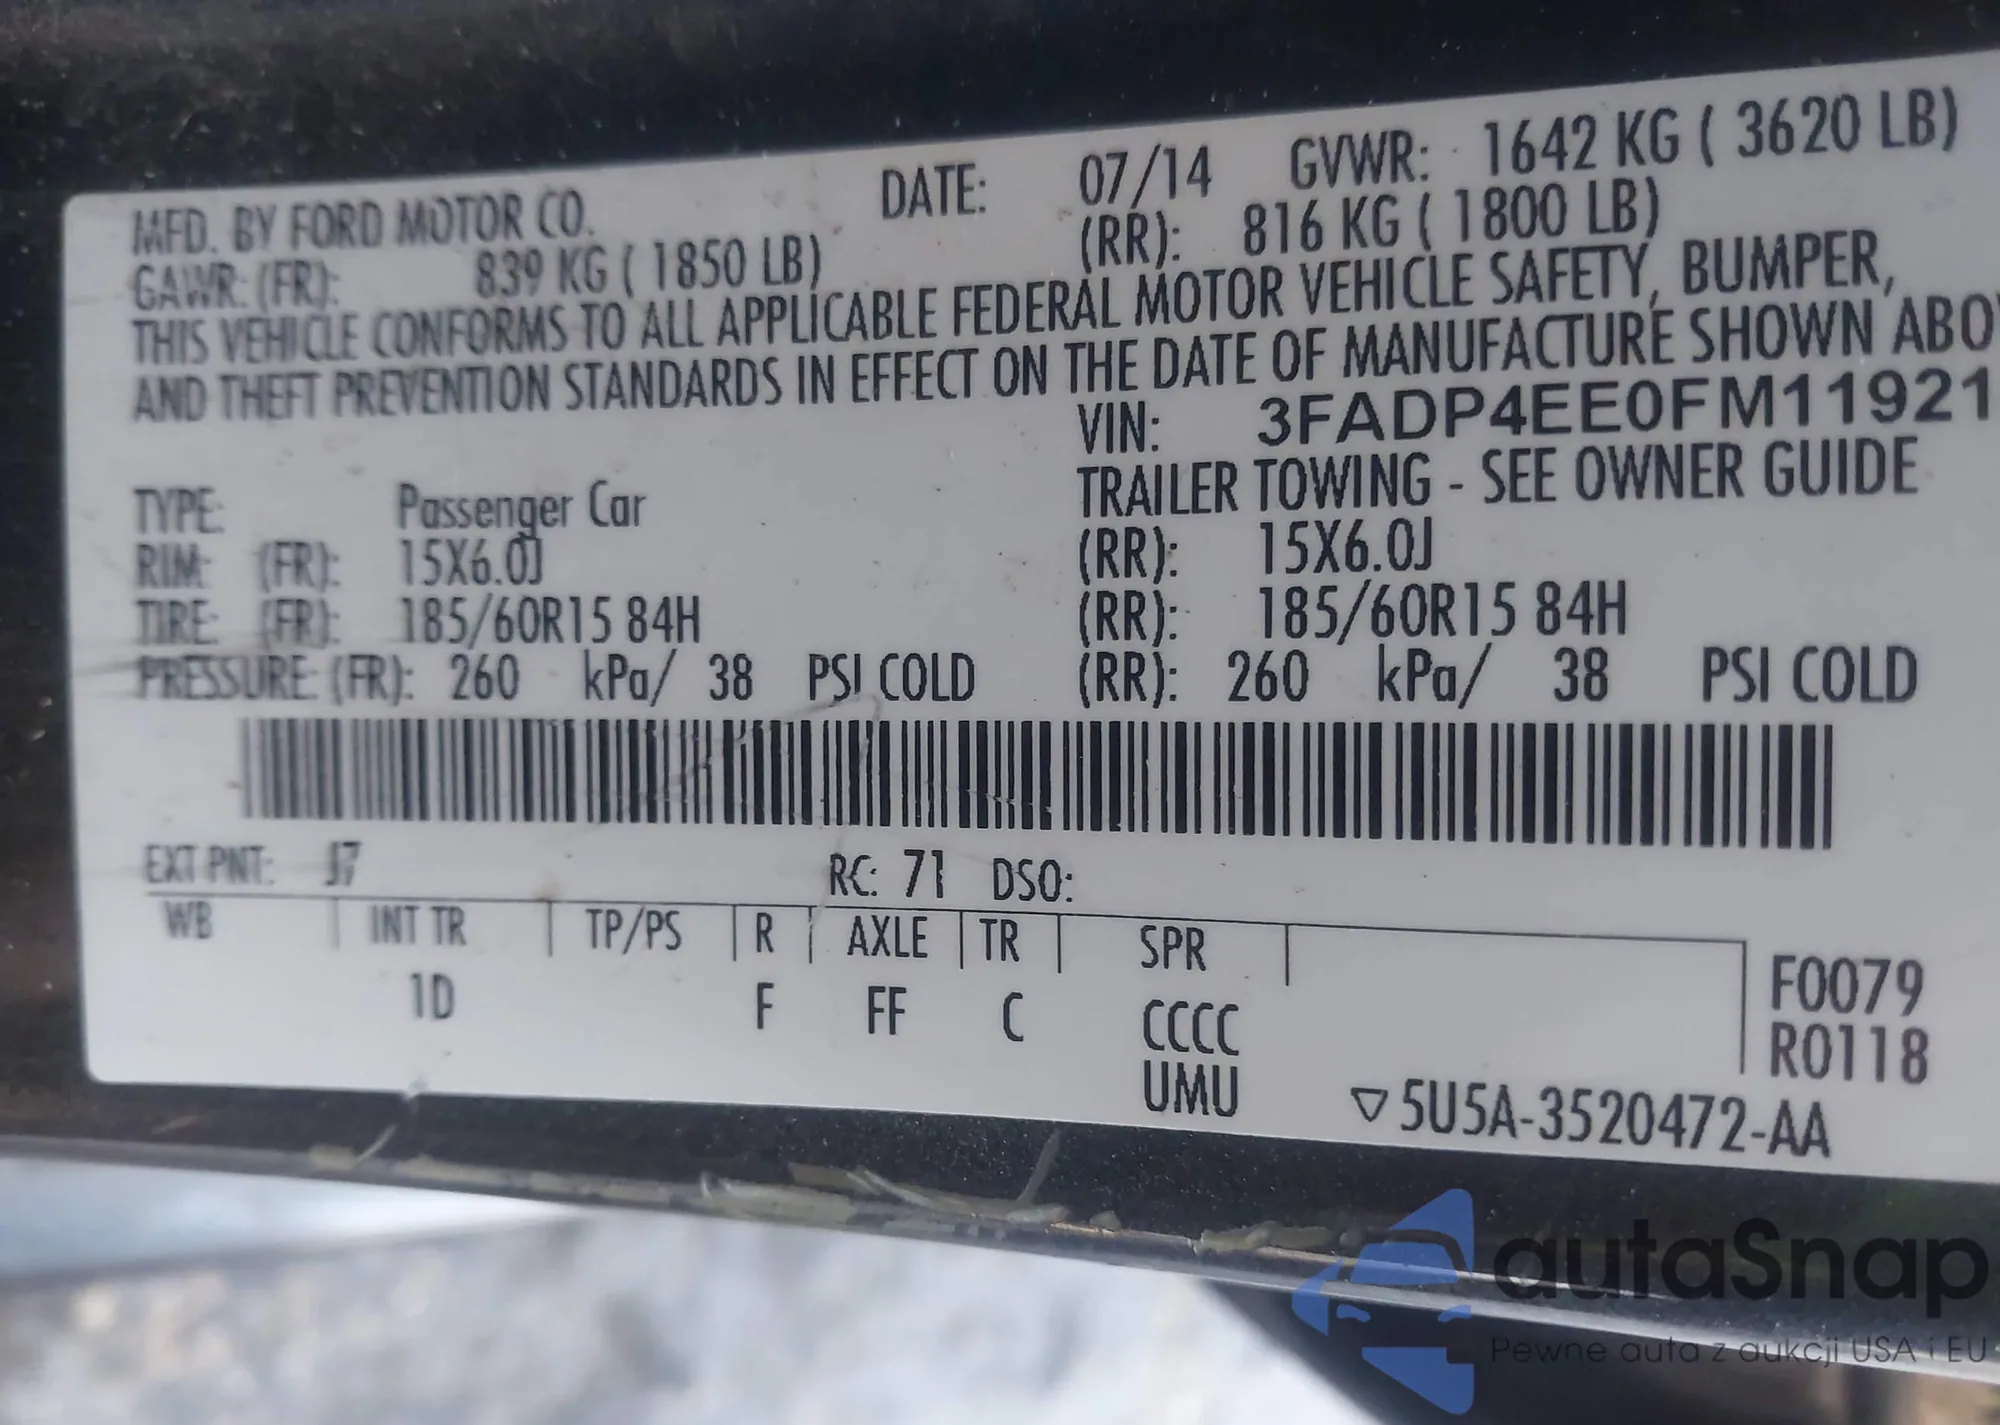 MFD. BY FORD MOTOR CO. DATE: 07/14 GVWR: 1642 KG ( 3620 LB)
GAWR: (FR): 839 KG ( 1850 LB) (RR): 816 KG ( 1800 LB)
THIS VEHICLE CONFORMS TO ALL APPLICABLE FEDERAL MOTOR VEHICLE SAFETY, BUMPER,
AND THEFT PREVENTION STANDARDS IN EFFECT ON THE DATE OF MANUFACTURE SHOWN ABO
VIN: 3FADP4EE0FM11921
TYPE: Passenger Car TRAILER TOWING - SEE OWNER GUIDE
RIM: (FR): 15X6.0J (RR): 15X6.0J
TIRE: (FR): 185/60R15 84H (RR): 185/60R15 84H
PRESSURE: (FR): 260 kPa/ 38 PSI COLD (RR): 260 kPa/ 38 PSI COLD
EXT PNT: J7 RC: 71 DSO:
WB INT TR TP/PS R AXLE TR SPR
1D F FF C CCCC
UMU
F0079
R0118
▽5U5A-3520472-AA
autaSnap
Pewne auta z aukcji USA i EU